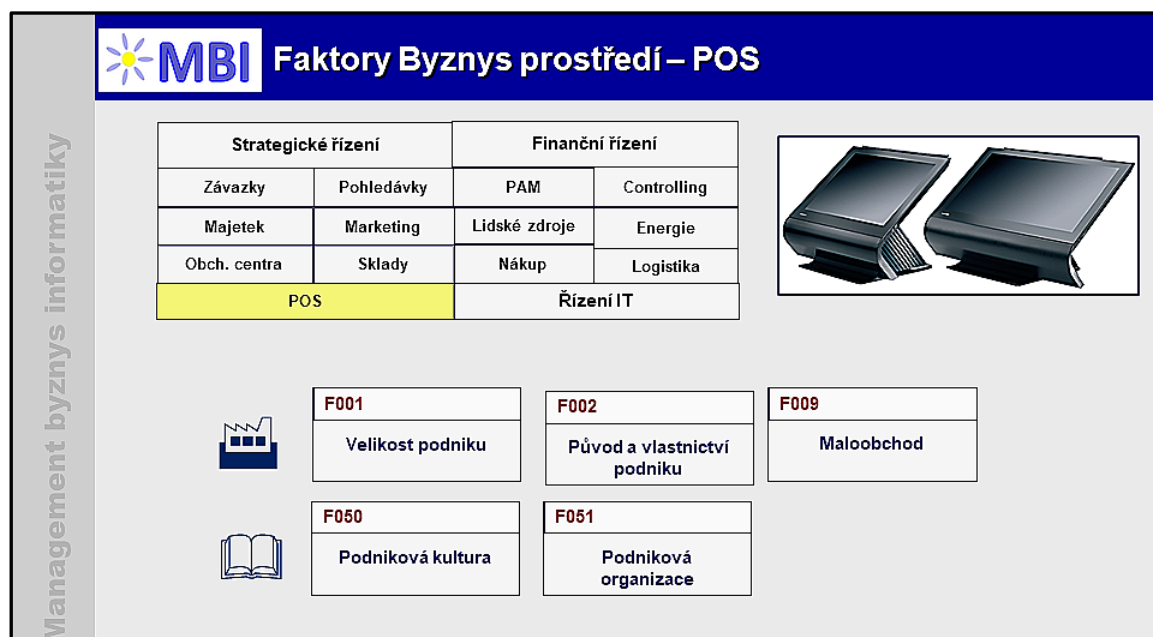 MBI Faktory Byznys prostředí – POS
Management byznys informatiky
Strategické řízení Finanční řízení
Závazky Pohledávky PAM Controlling
Majetek Marketing Lidské zdroje Energie
Obch. centra Sklady Nákup Logistika
POS Řízení IT
F001
Velikost podniku
F002
Původ a vlastnictví
podniku
F009
Maloobchod
F050
Podniková kultura
F051
Podniková
organizace